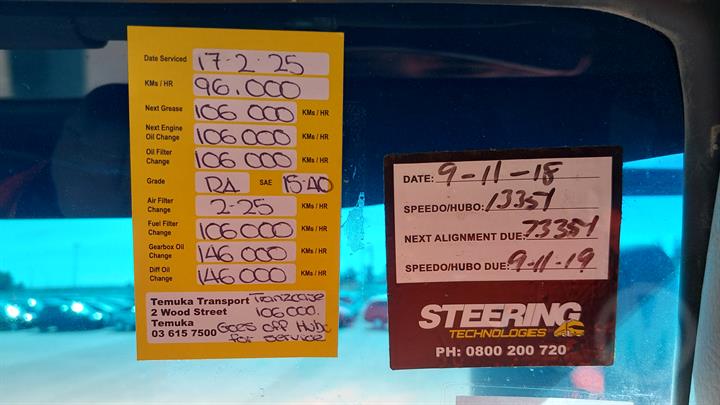 Date Serviced 17-2-25
KMs / HR 96.000
Next Grease 106 000 KMs / HR
Next Engine Oil Change 106 000 KMs / HR
Oil Filter Change 106 000 KMs / HR
Grade RA SAE 15-40
Air Filter Change 2-25 KMs / HR
Fuel Filter Change 106000 KMs / HR
Gearbox Oil Change 146 000 KMs / HR
Diff Oil Change 146 000 KMs / HR
Temuka Transport
2 Wood Street
Temuka
03 615 7500
Tranzcase
106 000.
Goes off Hubo
for service
DATE: 9-11-18
SPEEDO/HUBO: 13351
NEXT ALIGNMENT DUE: 73351
SPEEDO/HUBO DUE: 9-11-19
STEERING
TECHNOLOGIES
PH: 0800 200 720